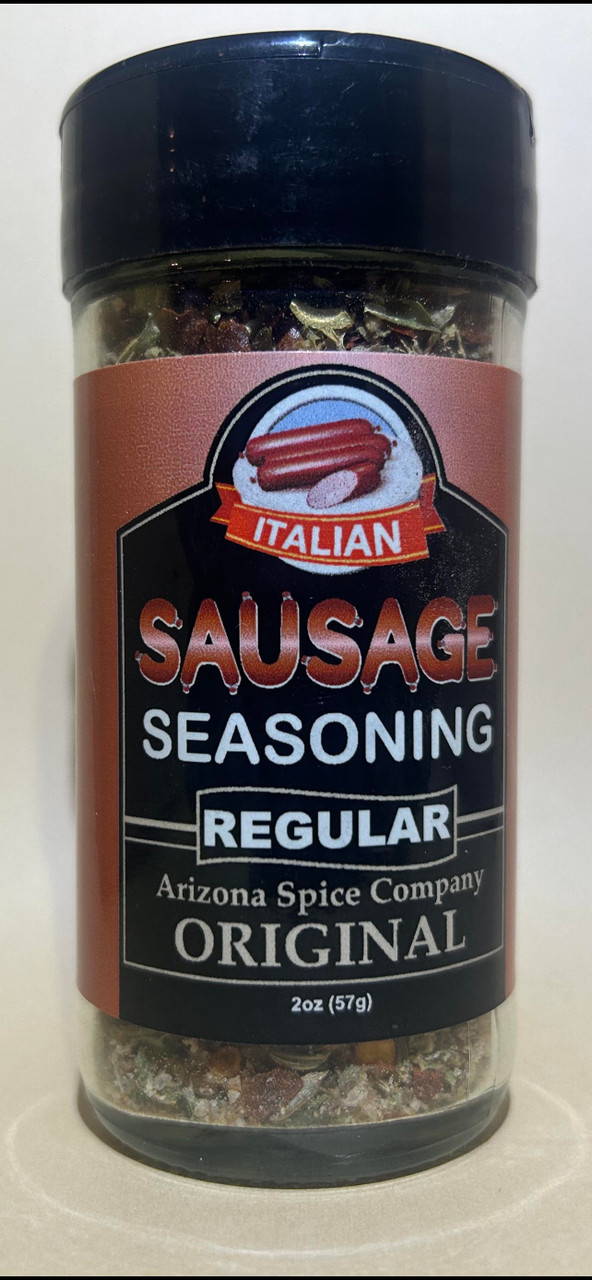 ITALIAN
SAUSAGE
SEASONING
REGULAR
Arizona Spice Company
ORIGINAL
2oz (57g)